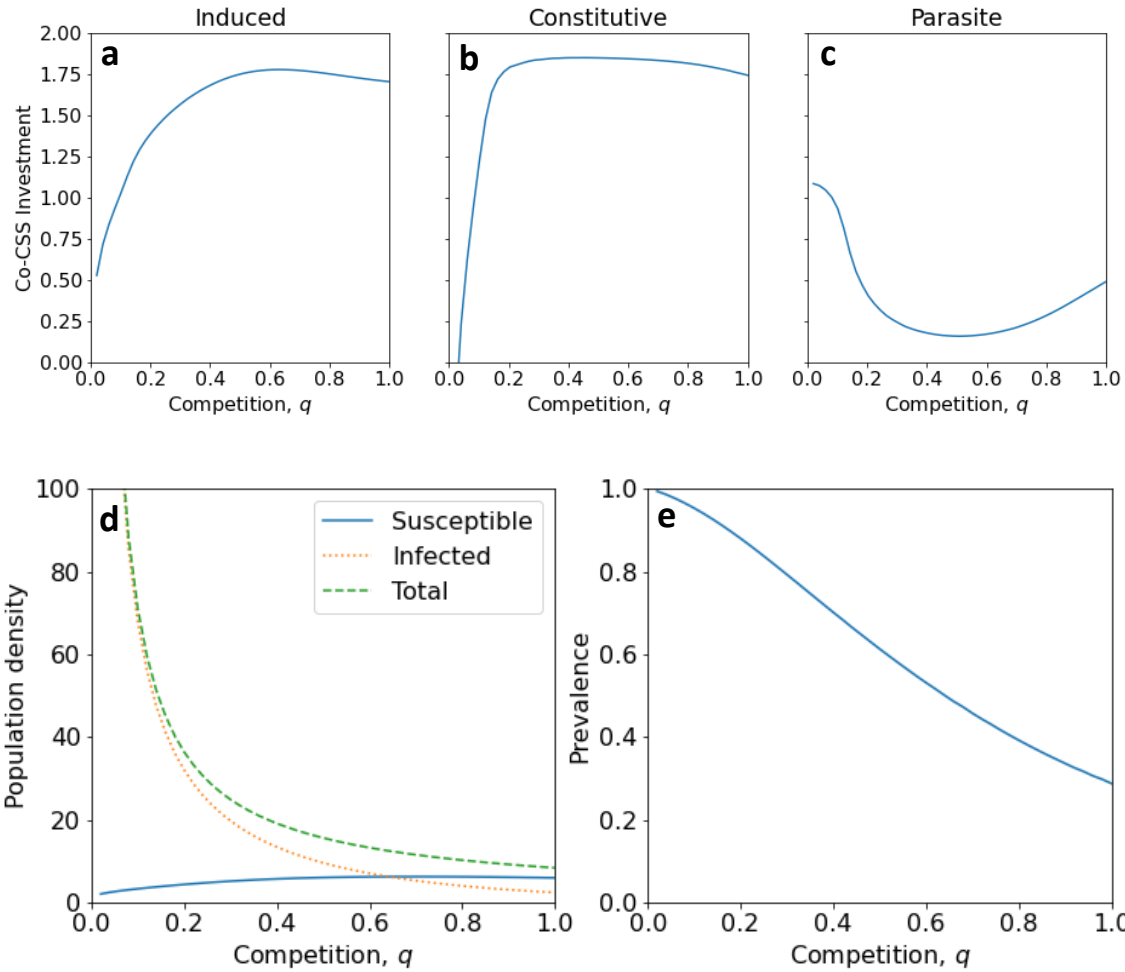 Induced
Constitutive
Parasite
a
b
c
2.00
1.75
1.50
1.25
1.00
0.75
0.50
0.25
0.00
Co-CSS Investment
0.0 0.2 0.4 0.6 0.8 1.0
0.0 0.2 0.4 0.6 0.8 1.0
0.0 0.2 0.4 0.6 0.8 1.0
Competition, q
Competition, q
Competition, q
d
100
80
60
40
20
0
Population density
Susceptible
Infected
Total
0.0 0.2 0.4 0.6 0.8 1.0
Competition, q
e
1.0
0.8
0.6
0.4
0.2
0.0
Prevalence
0.0 0.2 0.4 0.6 0.8 1.0
Competition, q